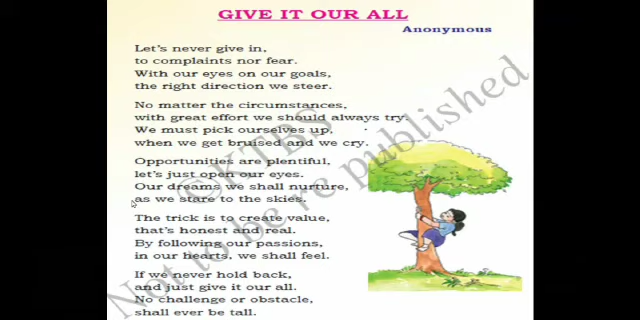 GIVE IT OUR ALL
Anonymous
Let's never give in,
to complaints nor fear.
With our eyes on our goals,
the right direction we steer.
No matter the circumstances,
with great effort we should always try.
We must pick ourselves up,
when we get bruised and we cry.
Opportunities are plentiful,
let's just open our eyes.
Our dreams we shall nurture,
as we stare to the skies.
The trick is to create value,
that's honest and real.
By following our passions,
in our hearts, we shall feel.
If we never hold back,
and just give it our all.
No challenge or obstacle,
shall ever be tall.
©KTBS
Not to be re published